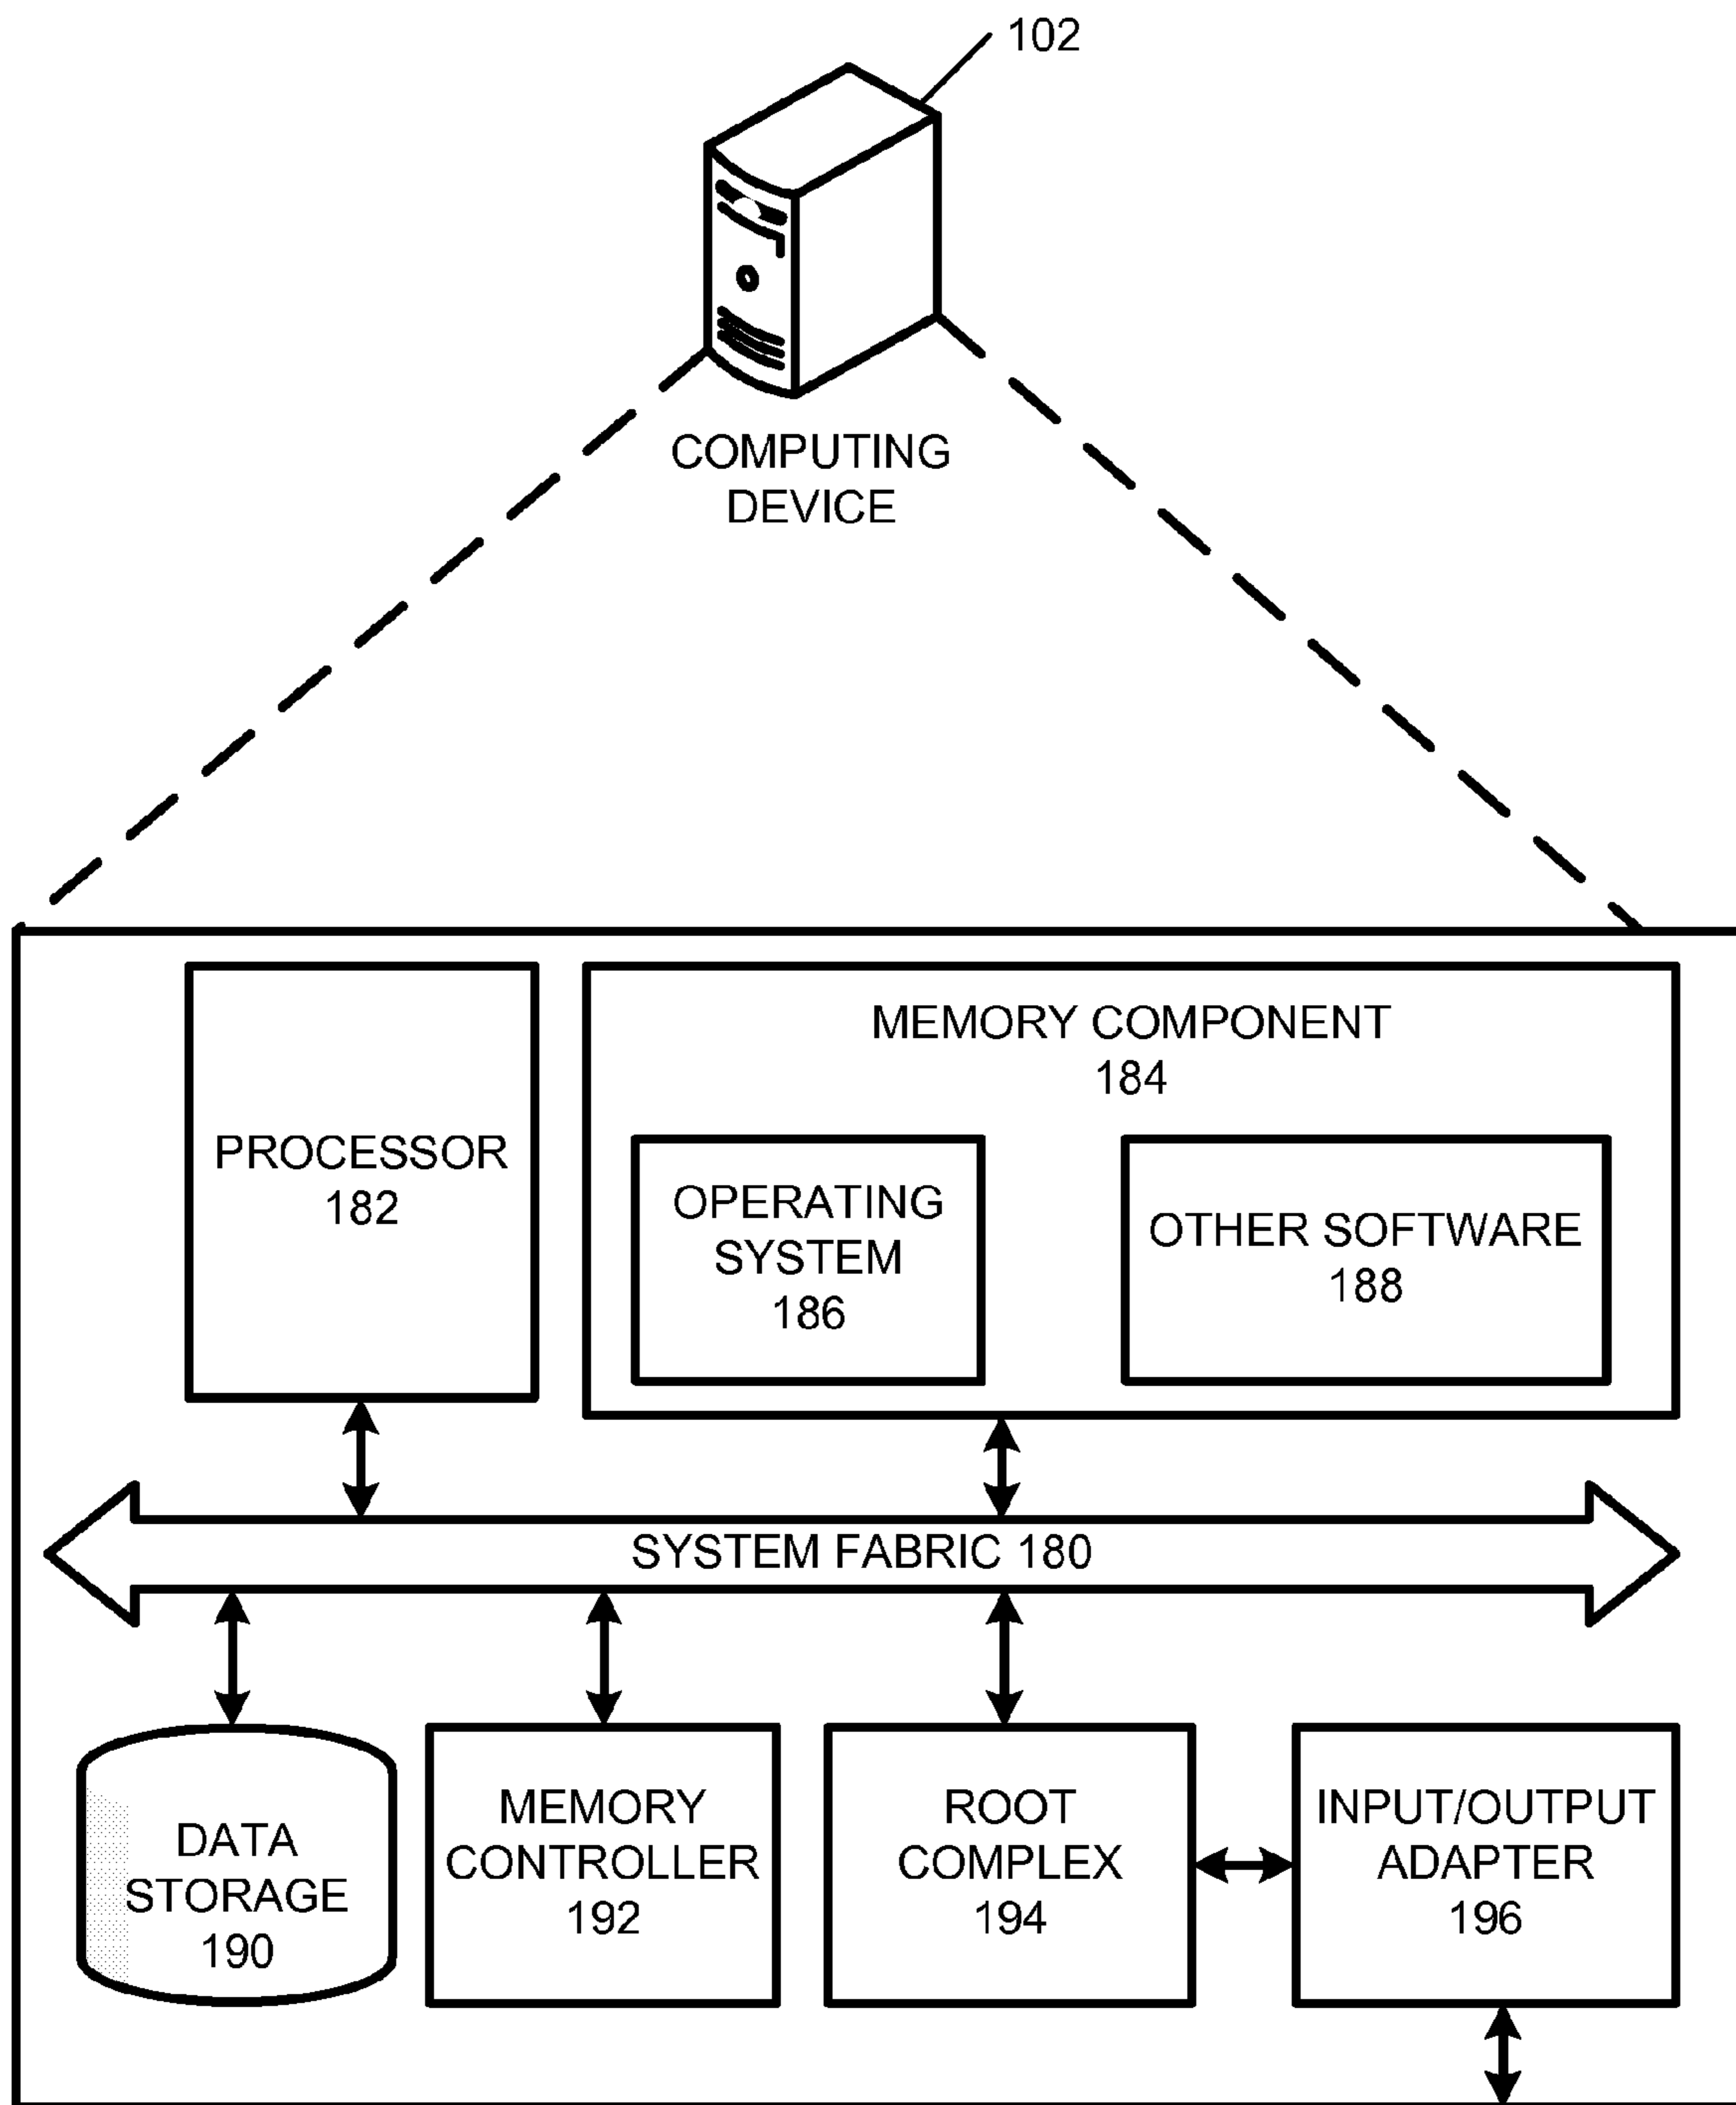 102
COMPUTING
DEVICE
PROCESSOR
182
MEMORY COMPONENT
184
OPERATING
SYSTEM
186
OTHER SOFTWARE
188
SYSTEM FABRIC 180
DATA
STORAGE
190
MEMORY
CONTROLLER
192
ROOT
COMPLEX
194
INPUT/OUTPUT
ADAPTER
196